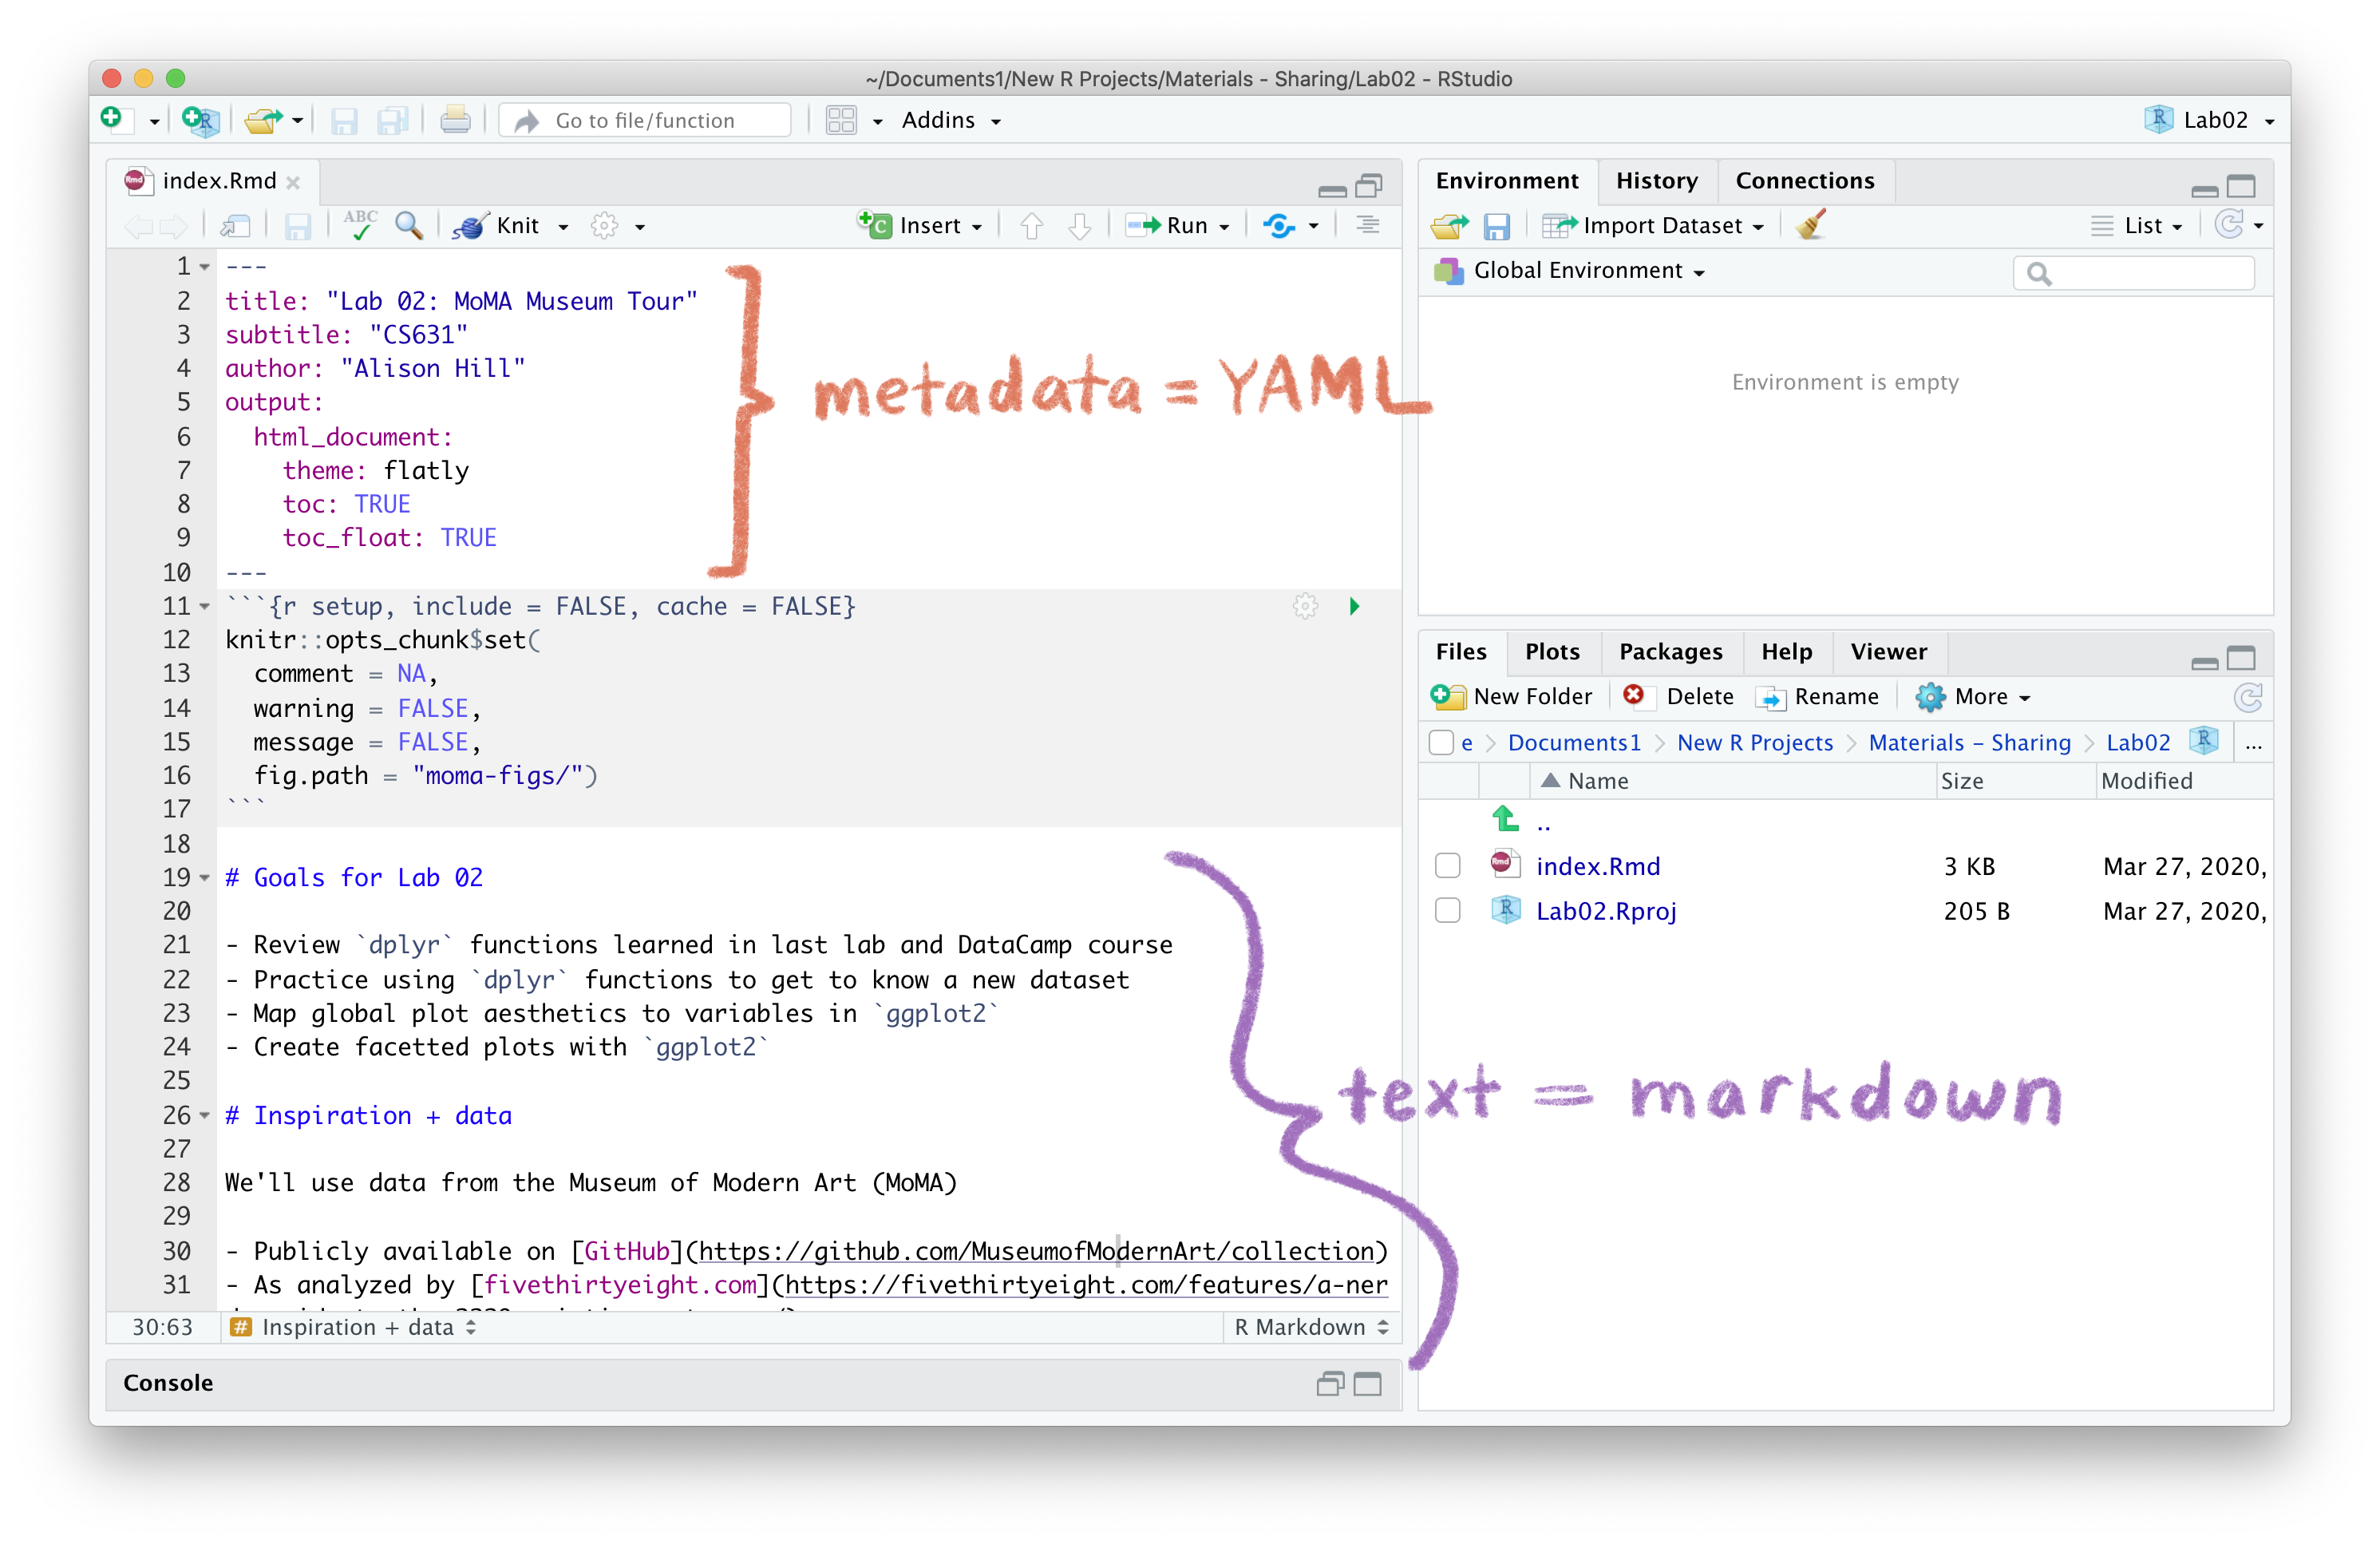 ~/Documents1/New R Projects/Materials - Sharing/Lab02 - RStudio
Go to file/function
Addins
Lab02
index.Rmd
ABC
Knit
Insert
Run
1 ---
2 title: "Lab 02: MoMA Museum Tour"
3 subtitle: "CS631"
4 author: "Alison Hill"
5 output:
6 html_document:
7 theme: flatly
8 toc: TRUE
9 toc_float: TRUE
10 ---
metadata = YAML
11 ```{r setup, include = FALSE, cache = FALSE}
12 knitr::opts_chunk$set(
13 comment = NA,
14 warning = FALSE,
15 message = FALSE,
16 fig.path = "moma-figs/")
17 ```
18
19 # Goals for Lab 02
20
21 - Review `dplyr` functions learned in last lab and DataCamp course
22 - Practice using `dplyr` functions to get to know a new dataset
23 - Map global plot aesthetics to variables in `ggplot2`
24 - Create facetted plots with `ggplot2`
25
26 # Inspiration + data
27
28 We'll use data from the Museum of Modern Art (MoMA)
29
30 - Publicly available on [GitHub](https://github.com/MuseumofModernArt/collection)
31 - As analyzed by [fivethirtyeight.com](https://fivethirtyeight.com/features/a-ner
text = markdown
30:63
# Inspiration + data
R Markdown
Console
Environment
History
Connections
Import Dataset
List
Global Environment
Environment is empty
Files
Plots
Packages
Help
Viewer
New Folder
Delete
Rename
More
e > Documents1 > New R Projects > Materials - Sharing > Lab02
...
Name Size Modified
..
index.Rmd 3 KB Mar 27, 2020,
Lab02.Rproj 205 B Mar 27, 2020,